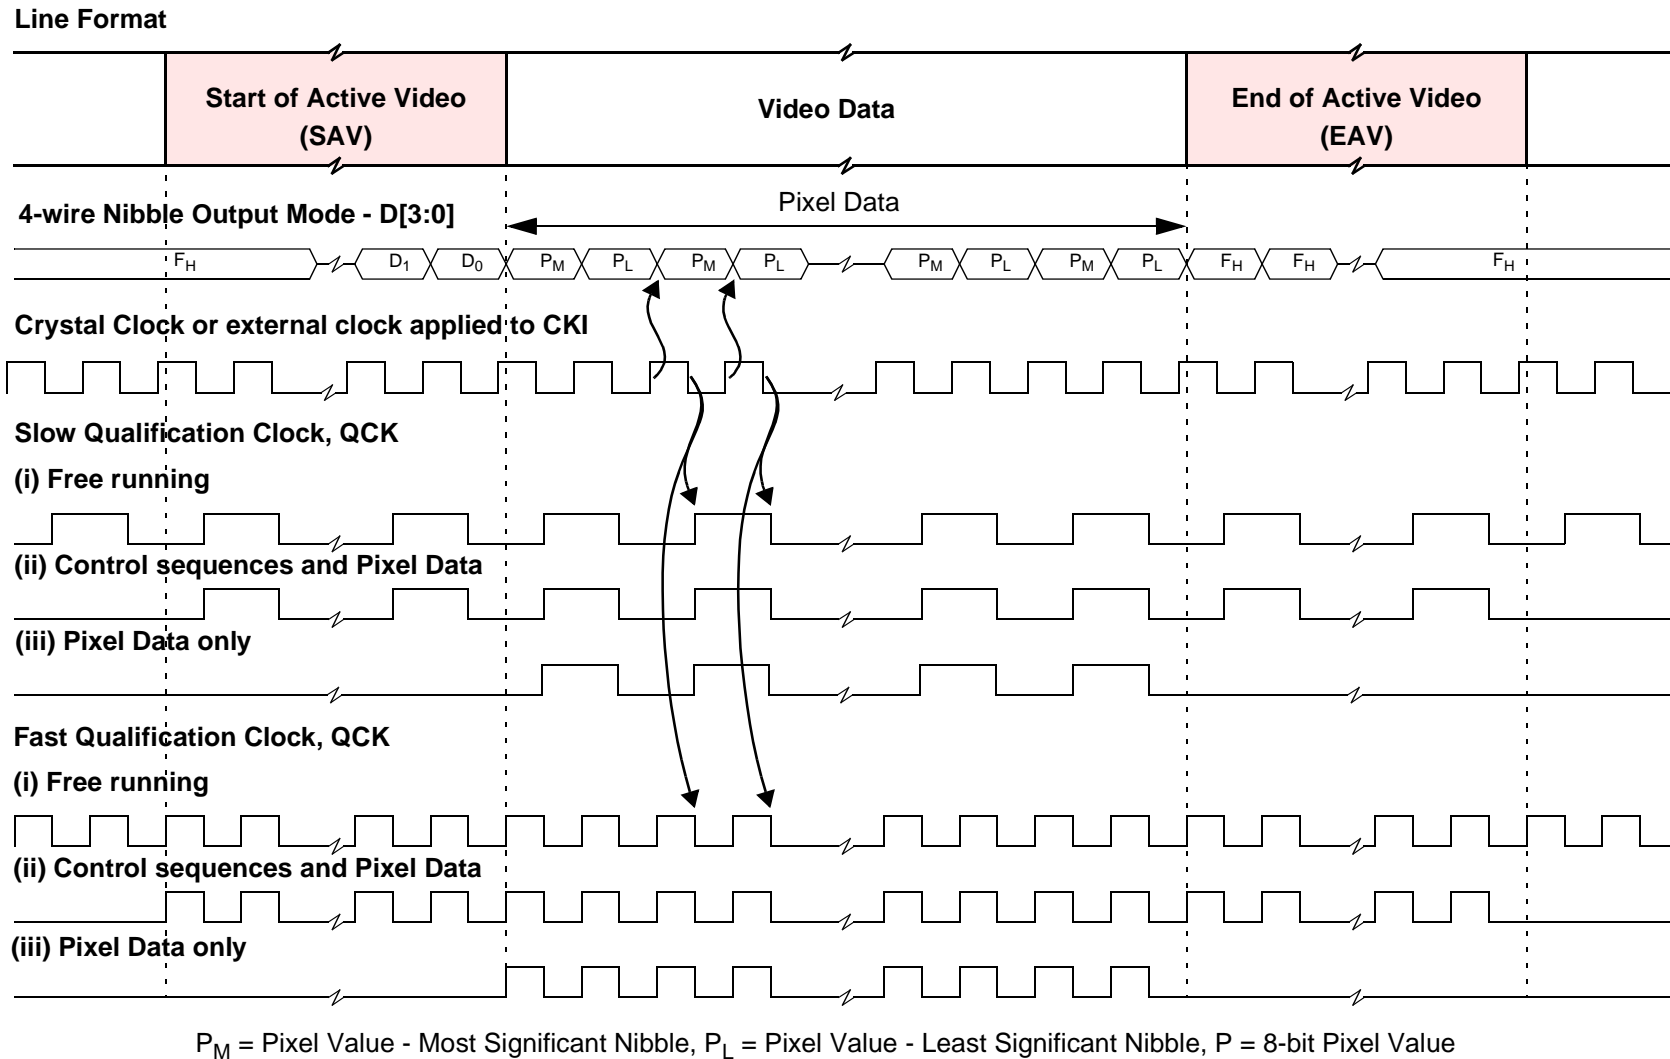 Line Format
Start of Active Video
(SAV)
Video Data
End of Active Video
(EAV)
4-wire Nibble Output Mode - D[3:0]
Pixel Data
FH D1 D0 PM PL PM PL PM PL PM PL FH FH FH
Crystal Clock or external clock applied to CKI
Slow Qualification Clock, QCK
(i) Free running
(ii) Control sequences and Pixel Data
(iii) Pixel Data only
Fast Qualification Clock, QCK
(i) Free running
(ii) Control sequences and Pixel Data
(iii) Pixel Data only
PM = Pixel Value - Most Significant Nibble, PL = Pixel Value - Least Significant Nibble, P = 8-bit Pixel Value